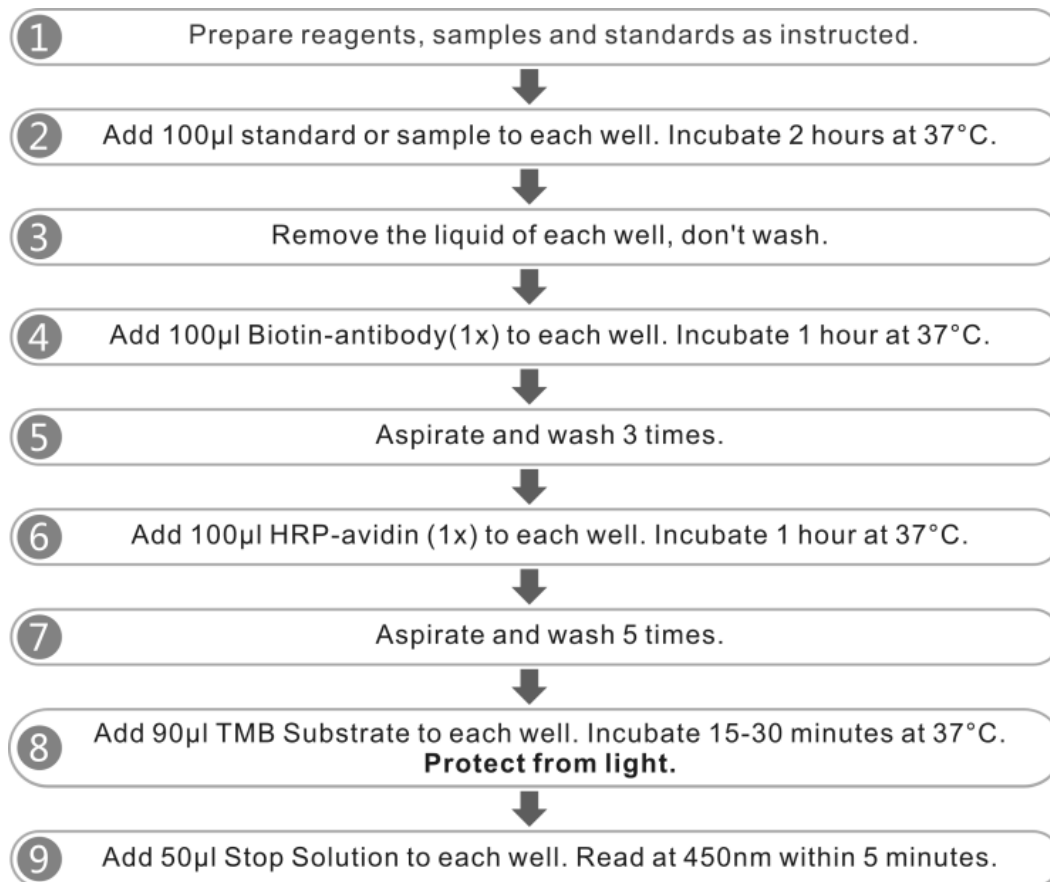 1 Prepare reagents, samples and standards as instructed.
2 Add 100µl standard or sample to each well. Incubate 2 hours at 37°C.
3 Remove the liquid of each well, don't wash.
4 Add 100µl Biotin-antibody(1x) to each well. Incubate 1 hour at 37°C.
5 Aspirate and wash 3 times.
6 Add 100µl HRP-avidin (1x) to each well. Incubate 1 hour at 37°C.
7 Aspirate and wash 5 times.
8 Add 90µl TMB Substrate to each well. Incubate 15-30 minutes at 37°C.
Protect from light.
9 Add 50µl Stop Solution to each well. Read at 450nm within 5 minutes.